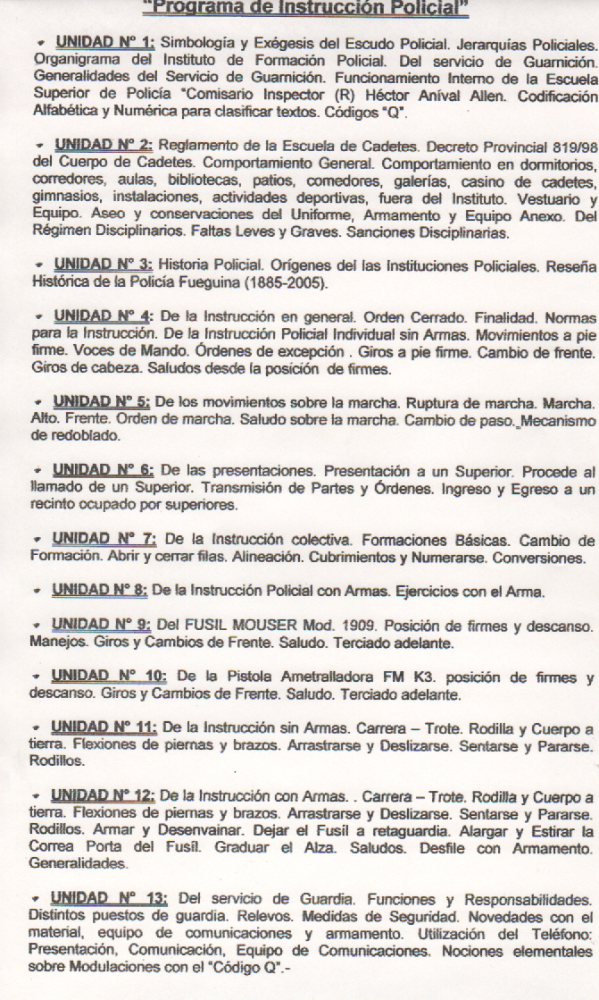 "Programa de Instrucción Policial"
UNIDAD Nº 1: Simbología y Exégesis del Escudo Policial. Jerarquías Policiales.
Organigrama del Instituto de Formación Policial. Del servicio de Guarnición.
Generalidades del Servicio de Guarnición. Funcionamiento Interno de la Escuela
Superior de Policía "Comisario Inspector (R) Héctor Aníval Allen. Codificación
Alfabética y Numérica para clasificar textos. Códigos "Q".
UNIDAD Nº 2: Reglamento de la Escuela de Cadetes. Decreto Provincial 819/98
del Cuerpo de Cadetes. Comportamiento General. Comportamiento en dormitorios,
corredores, aulas, bibliotecas, patios, comedores, galerías, casino de cadetes,
gimnasios, instalaciones, actividades deportivas, fuera del Instituto. Vestuario y
Equipo. Aseo y conservaciones del Uniforme, Armamento y Equipo Anexo. Del
Régimen Disciplinarios. Faltas Leves y Graves. Sanciones Disciplinarias.
UNIDAD Nº 3: Historia Policial. Orígenes del las Instituciones Policiales. Reseña
Histórica de la Policía Fueguina (1885-2005).
UNIDAD Nº 4: De la Instrucción en general. Orden Cerrado. Finalidad. Normas
para la Instrucción. De la Instrucción Policial Individual sin Armas. Movimientos a pie
firme. Voces de Mando. Órdenes de excepción . Giros a pie firme. Cambio de frente.
Giros de cabeza. Saludos desde la posición de firmes.
UNIDAD Nº 5: De los movimientos sobre la marcha. Ruptura de marcha. Marcha.
Alto. Frente. Orden de marcha. Saludo sobre la marcha. Cambio de paso. Mecanismo
de redoblado.
UNIDAD Nº 6: De las presentaciones. Presentación a un Superior. Procede al
llamado de un Superior. Transmisión de Partes y Órdenes. Ingreso y Egreso a un
recinto ocupado por superiores.
UNIDAD Nº 7: De la Instrucción colectiva. Formaciones Básicas. Cambio de
Formación. Abrir y cerrar filas. Alineación. Cubrimientos y Numerarse. Conversiones.
UNIDAD Nº 8: De la Instrucción Policial con Armas. Ejercicios con el Arma.
UNIDAD Nº 9: Del FUSIL MOUSER Mod. 1909. Posición de firmes y descanso.
Manejos. Giros y Cambios de Frente. Saludo. Terciado adelante.
UNIDAD Nº 10: De la Pistola Ametralladora FM K3. posición de firmes y
descanso. Giros y Cambios de Frente. Saludo. Terciado adelante.
UNIDAD Nº 11: De la Instrucción sin Armas. Carrera – Trote. Rodilla y Cuerpo a
tierra. Flexiones de piernas y brazos. Arrastrarse y Deslizarse. Sentarse y Pararse.
Rodillos.
UNIDAD Nº 12: De la Instrucción con Armas. . Carrera – Trote. Rodilla y Cuerpo a
tierra. Flexiones de piernas y brazos. Arrastrarse y Deslizarse. Sentarse y Pararse.
Rodillos. Armar y Desenvainar. Dejar el Fusil a retaguardia. Alargar y Estirar la
Correa Porta del Fusíl. Graduar el Alza. Saludos. Desfile con Armamento.
Generalidades.
UNIDAD Nº 13: Del servicio de Guardia. Funciones y Responsabilidades.
Distintos puestos de guardia. Relevos. Medidas de Seguridad. Novedades con el
material, equipo de comunicaciones y armamento. Utilización del Teléfono:
Presentación, Comunicación, Equipo de Comunicaciones. Nociones elementales
sobre Modulaciones con el "Código Q".-